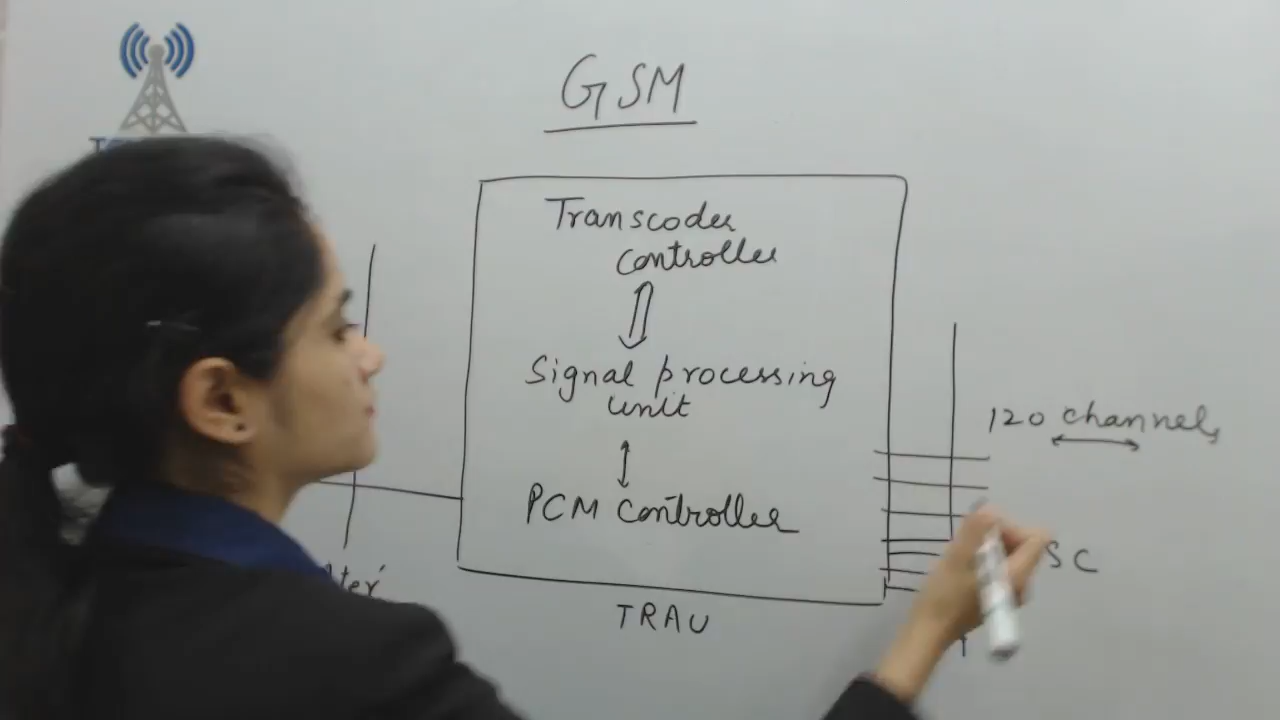 GSM
Transcoder
controller
Signal processing
unit
PCM Controller
120 channels
SC
TRAU